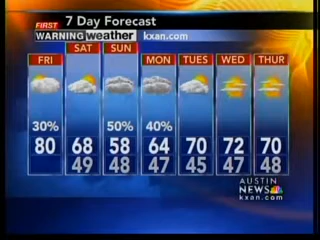 FIRST 7 Day Forecast
WARNING weather kxan.com
FRI SAT SUN MON TUES WED THUR
30% 50% 40%
80 68 58 64 70 72 70
49 48 47 45 47 48
AUSTIN
NEWS
kxan.com